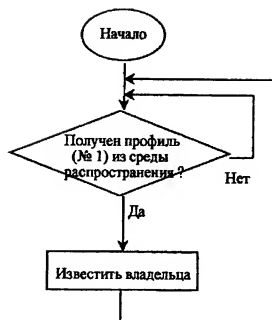 Начало
Получен профиль
(№ 1) из среды
распространения ?
Нет
Да
Известить владельца